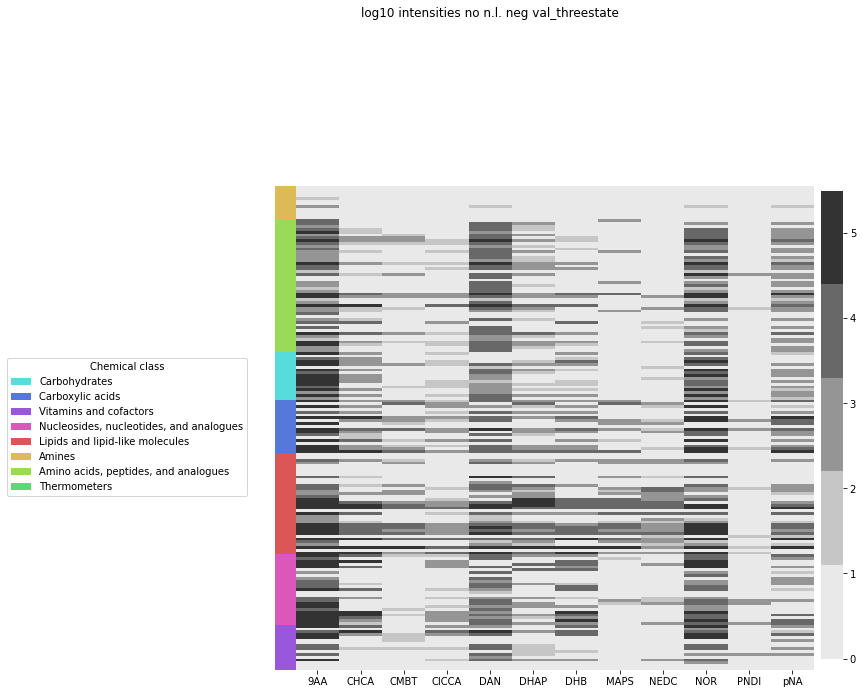 log10 intensities no n.l. neg val_threestate
5
4
3
2
1
0
Chemical class
Carbohydrates
Carboxylic acids
Vitamins and cofactors
Nucleosides, nucleotides, and analogues
Lipids and lipid-like molecules
Amines
Amino acids, peptides, and analogues
Thermometers
9AA CHCA CMBT ClCCA DAN DHAP DHB MAPS NEDC NOR PNDI pNA